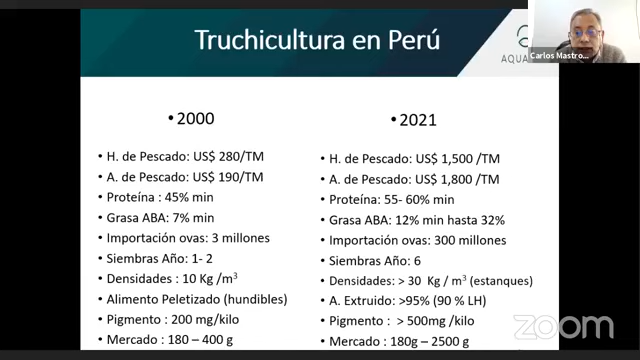 Truchicultura en Perú
AQUA
Carlos Mastro...
•2000
• H. de Pescado: US$ 280/TM
• A. de Pescado: US$ 190/TM
• Proteína : 45% min
• Grasa ABA: 7% min
• Importación ovas: 3 millones
• Siembras Año: 1- 2
• Densidades : 10 Kg /m³
• Alimento Peletizado (hundibles)
• Pigmento : 200 mg/kilo
• Mercado : 180 – 400 g
•2021
• H. de Pescado: US$ 1,500 /TM
• A. de Pescado: US$ 1,800 /TM
• Proteína: 55- 60% min
• Grasa ABA: 12% min hasta 32%
• Importación ovas: 300 millones
• Siembras Año: 6
• Densidades: > 30 Kg / m³ (estanques)
• A. Extruido: >95% (90 % LH)
• Pigmento : > 500mg /kilo
• Mercado : 180g – 2500 g
zoom